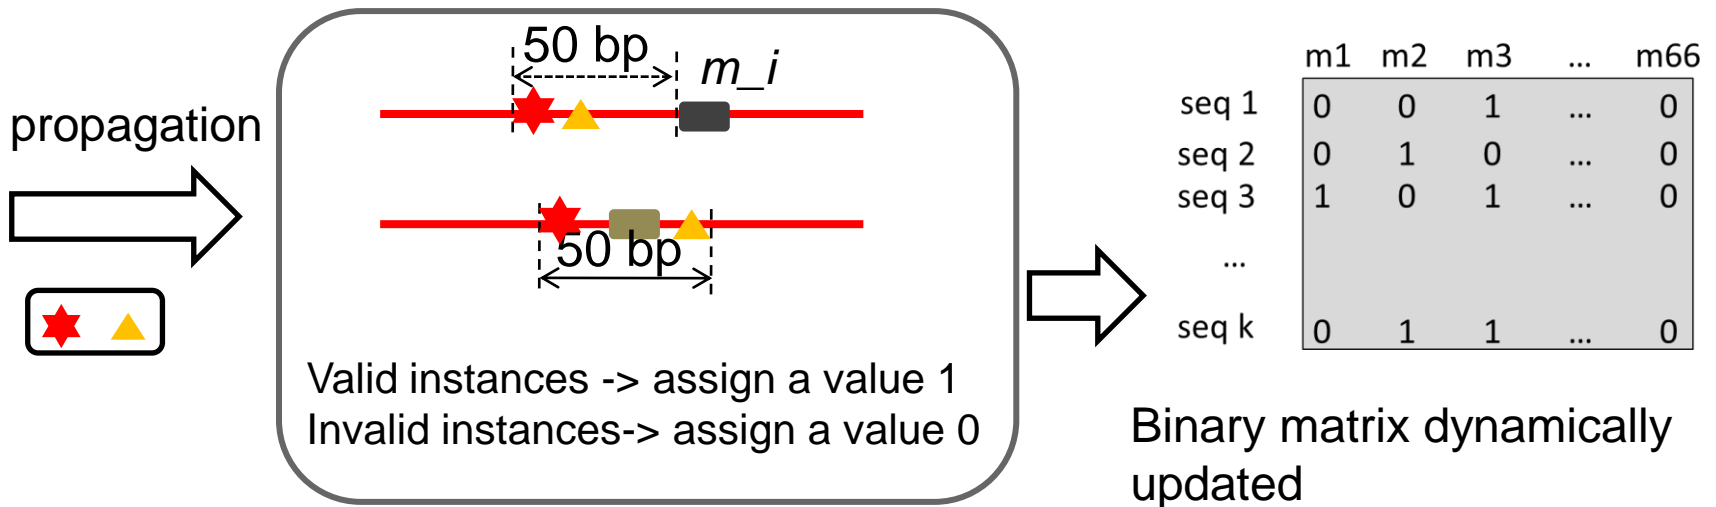 propagation
50 bp
m_i
50 bp
Valid instances -> assign a value 1
Invalid instances-> assign a value 0
m1 m2 m3 ... m66
seq 1 0 0 1 ... 0
seq 2 0 1 0 ... 0
seq 3 1 0 1 ... 0
...
seq k 0 1 1 ... 0
Binary matrix dynamically
updated